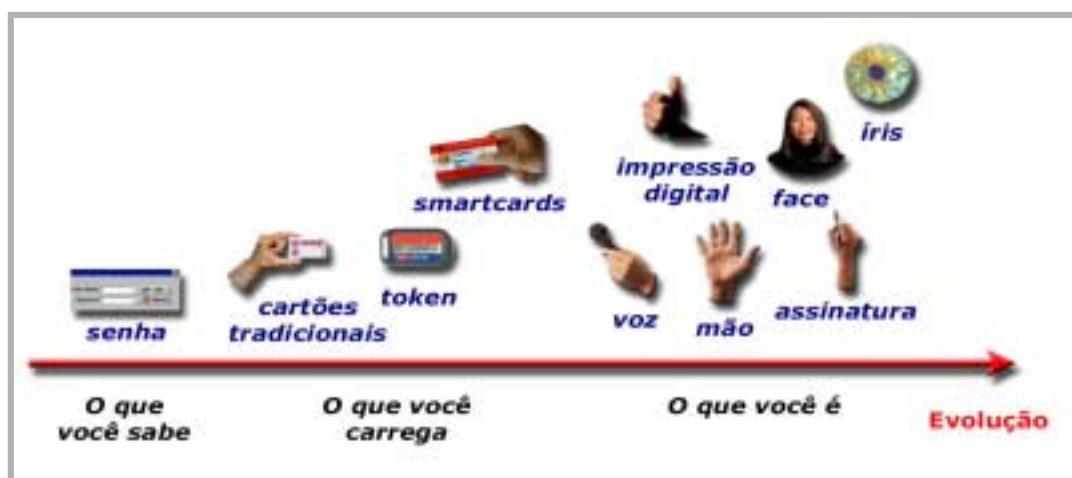 íris
impressão
digital
face
smartcards
senha
cartões
tradicionais
token
voz
mão
assinatura
O que
você sabe
O que você
carrega
O que você é
Evolução